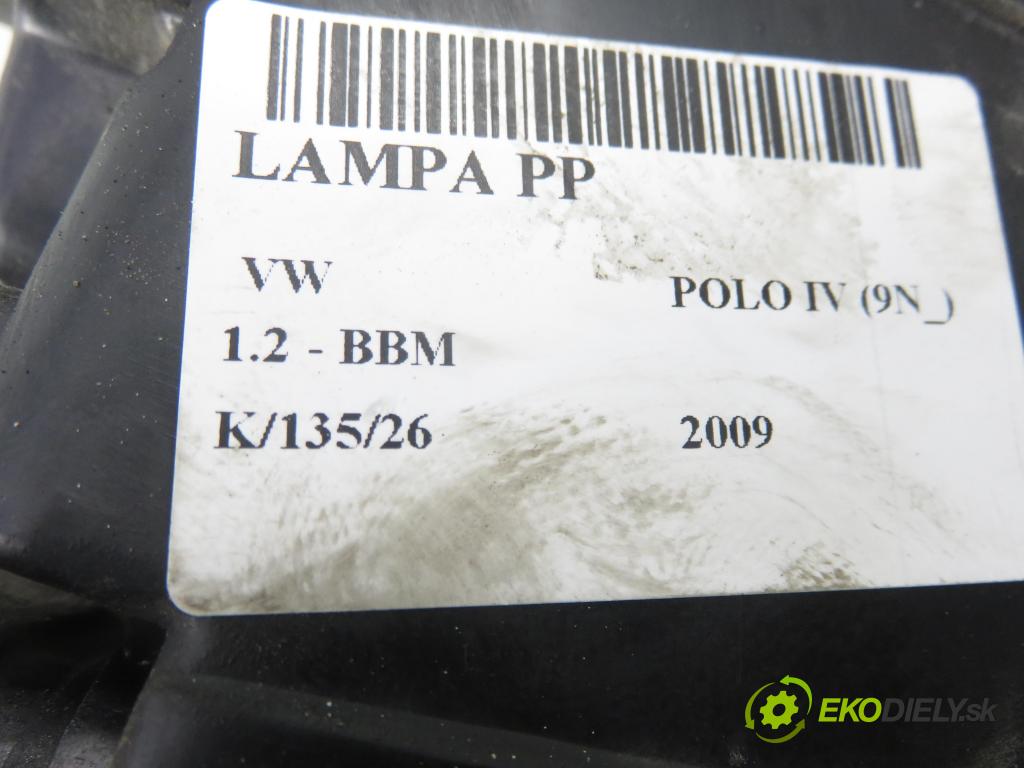 LAMPA PP
VW
POLO IV (9N_)
1.2 - BBM
K/135/26
2009
EKODIELY.sk